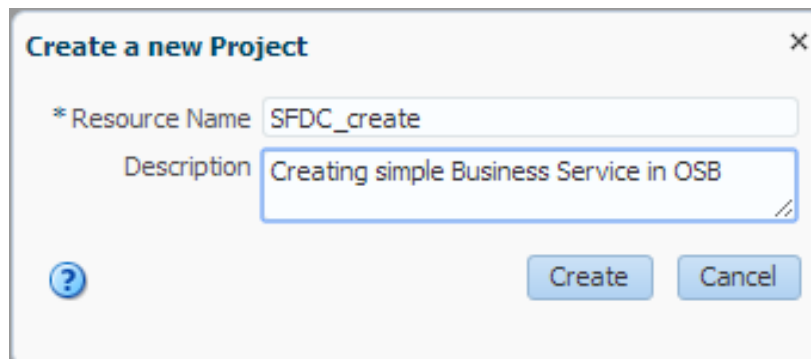 Create a new Project ×
* Resource Name SFDC_create
Description Creating simple Business Service in OSB
? Create Cancel